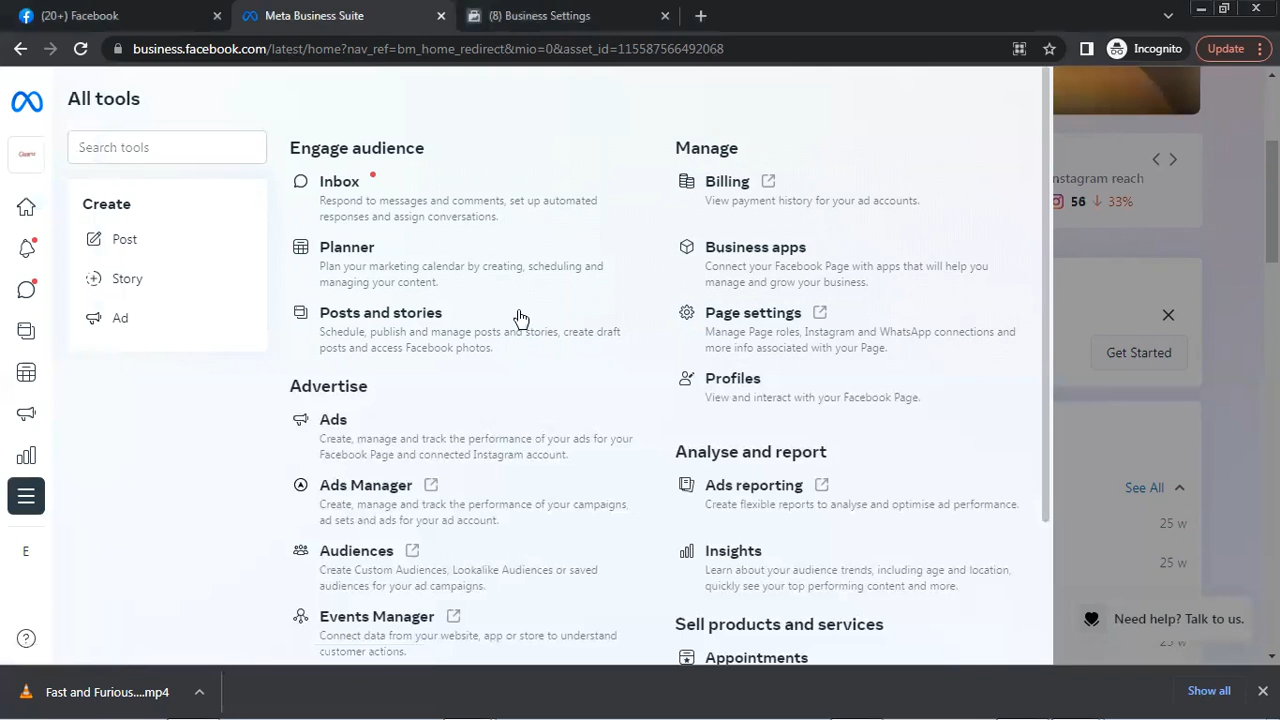 (20+) Facebook
Meta Business Suite
(8) Business Settings
business.facebook.com/latest/home?nav_ref=bm_home_redirect&mio=0&asset_id=115587566492068
Incognito
Update
All tools
Search tools
Create
Post
Story
Ad
E
Engage audience
Inbox
Respond to messages and comments, set up automated
responses and assign conversations.
Planner
Plan your marketing calendar by creating, scheduling and
managing your content.
Posts and stories
Schedule, publish and manage posts and stories, create draft
posts and access Facebook photos.
Advertise
Ads
Create, manage and track the performance of your ads for your
Facebook Page and connected Instagram account.
Ads Manager
Create, manage and track the performance of your campaigns,
ad sets and ads for your ad account.
Audiences
Create Custom Audiences, Lookalike Audiences or saved
audiences for your ad campaigns.
Events Manager
Connect data from your website, app or store to understand
customer actions.
Manage
Billing
View payment history for your ad accounts.
Business apps
Connect your Facebook Page with apps that will help you
manage and grow your business.
Page settings
Manage Page roles, Instagram and WhatsApp connections and
more info associated with your Page.
Profiles
View and interact with your Facebook Page.
Analyse and report
Ads reporting
Create flexible reports to analyse and optimise ad performance.
Insights
Learn about your audience trends, including age and location,
quickly see your top performing content and more.
Sell products and services
Appointments
nstagram reach
56 ↓ 33%
Get Started
See All
25 w
25 w
Need help? Talk to us.
Fast and Furious....mp4
Show all